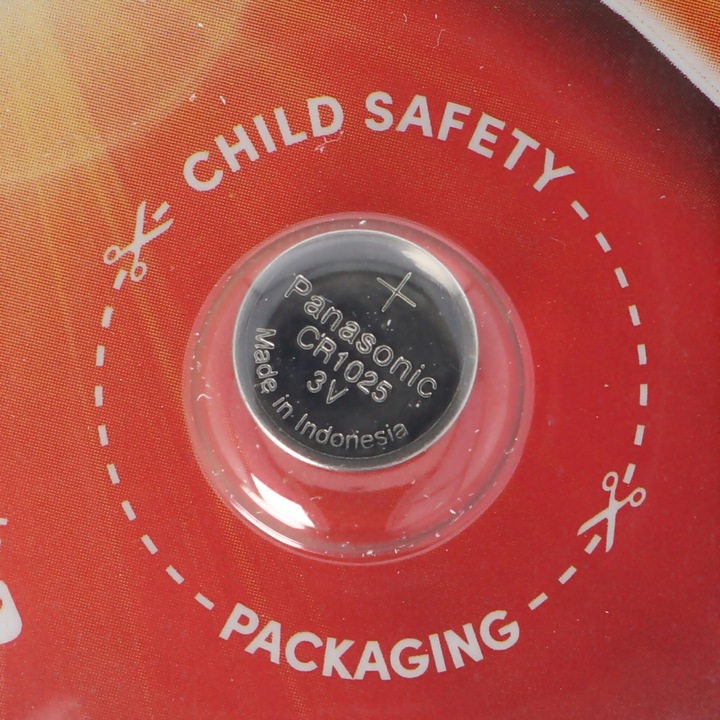 CHILD SAFETY
+
Panasonic
CR1025
3V
Made in Indonesia
PACKAGING